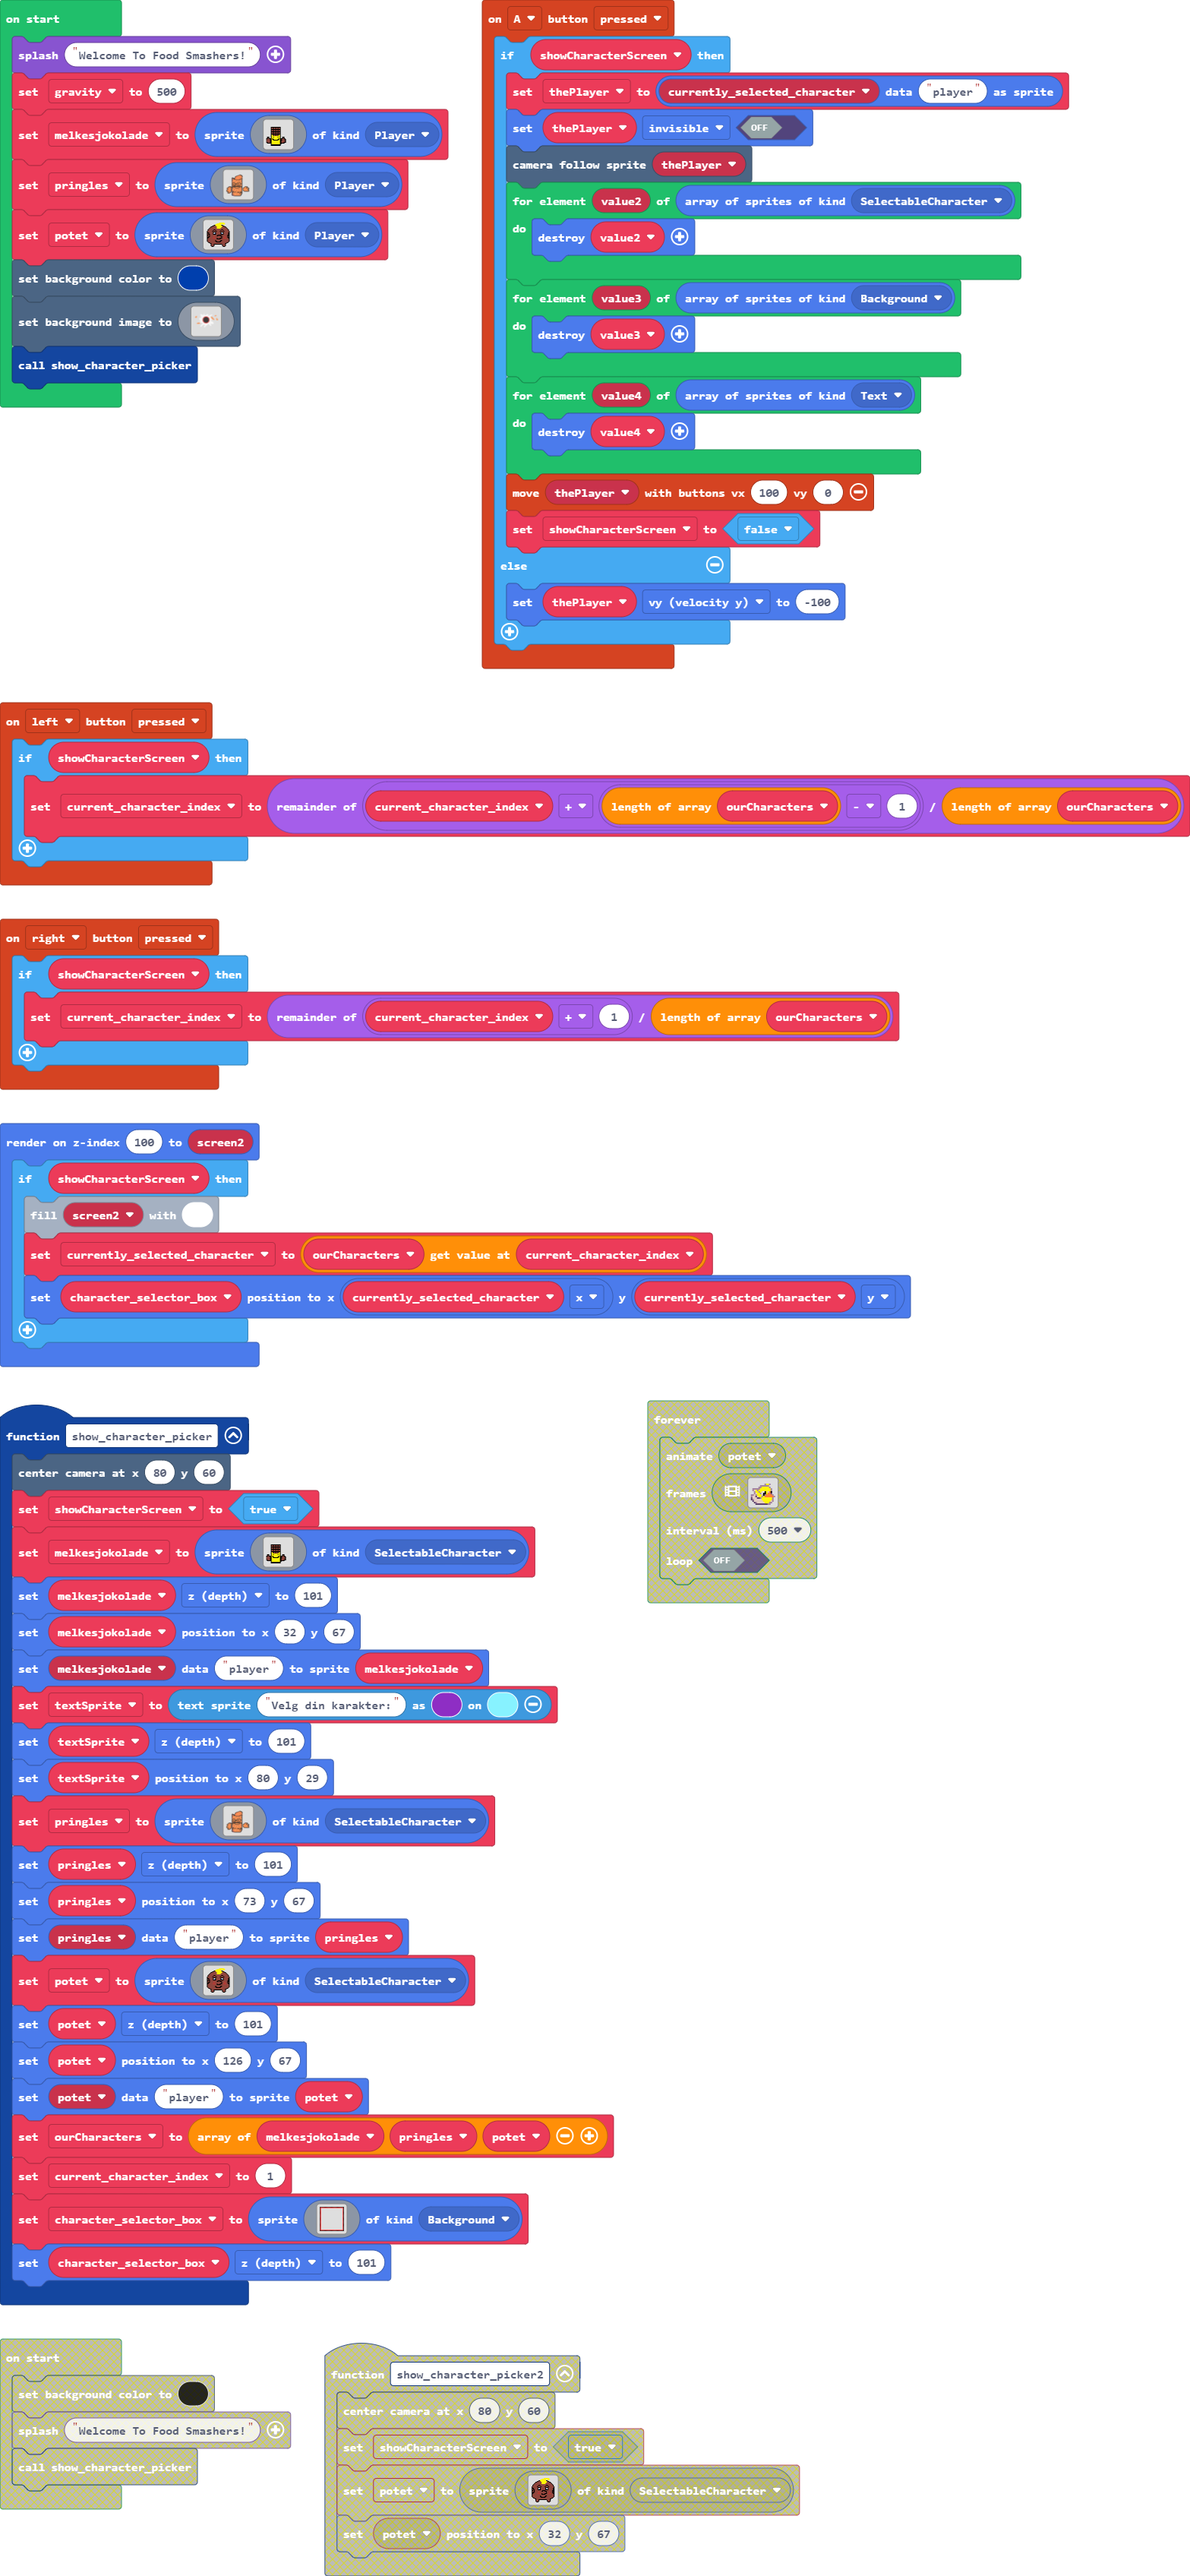 on start
splash "Welcome To Food Smashers!"
set gravity to 500
set melkesjokolade to sprite of kind Player
set pringles to sprite of kind Player
set potet to sprite of kind Player
set background color to
set background image to
call show_character_picker
on A button pressed
if showCharacterScreen then
set thePlayer to currently_selected_character data "player" as sprite
set thePlayer invisible OFF
camera follow sprite thePlayer
for element value2 of array of sprites of kind SelectableCharacter
do destroy value2
for element value3 of array of sprites of kind Background
do destroy value3
for element value4 of array of sprites of kind Text
do destroy value4
move thePlayer with buttons vx 100 vy 0
set showCharacterScreen to false
else
set thePlayer vy (velocity y) to -100
on left button pressed
if showCharacterScreen then
set current_character_index to remainder of current_character_index + length of array ourCharacters - 1 / length of array ourCharacters
on right button pressed
if showCharacterScreen then
set current_character_index to remainder of current_character_index + 1 / length of array ourCharacters
render on z-index 100 to screen2
if showCharacterScreen then
fill screen2 with
set currently_selected_character to ourCharacters get value at current_character_index
set character_selector_box position to x currently_selected_character x y currently_selected_character y
function show_character_picker
center camera at x 80 y 60
set showCharacterScreen to true
set melkesjokolade to sprite of kind SelectableCharacter
set melkesjokolade z (depth) to 101
set melkesjokolade position to x 32 y 67
set melkesjokolade data "player" to sprite melkesjokolade
set textSprite to text sprite "Velg din karakter:" as on
set textSprite z (depth) to 101
set textSprite position to x 80 y 29
set pringles to sprite of kind SelectableCharacter
set pringles z (depth) to 101
set pringles position to x 73 y 67
set pringles data "player" to sprite pringles
set potet to sprite of kind SelectableCharacter
set potet z (depth) to 101
set potet position to x 126 y 67
set potet data "player" to sprite potet
set ourCharacters to array of melkesjokolade pringles potet
set current_character_index to 1
set character_selector_box to sprite of kind Background
set character_selector_box z (depth) to 101
forever
animate potet
frames
interval (ms) 500
loop OFF
on start
set background color to
splash "Welcome To Food Smashers!"
call show_character_picker
function show_character_picker2
center camera at x 80 y 60
set showCharacterScreen to true
set potet to sprite of kind SelectableCharacter
set potet position to x 32 y 67